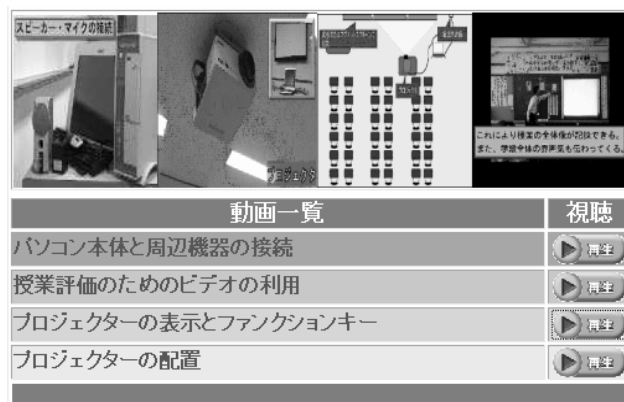 スピーカー・マイクの接続
プロジェクタ
これにより授業の全体像が記録できる。
また、学級全体の雰囲気も伝わってくる。
動画一覧
視聴
パソコン本体と周辺機器の接続
再生
授業評価のためのビデオの利用
再生
プロジェクターの表示とファンクションキー
再生
プロジェクターの配置
再生